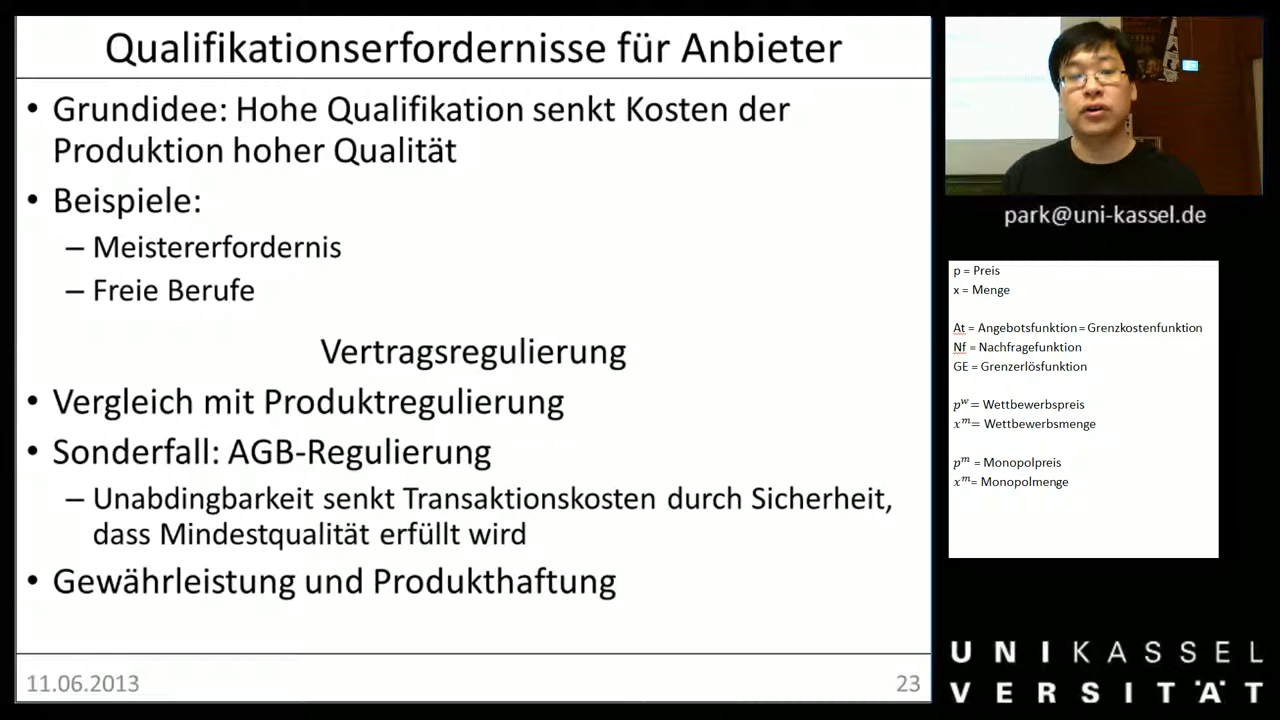 Qualifikationserfordernisse für Anbieter
• Grundidee: Hohe Qualifikation senkt Kosten der
Produktion hoher Qualität
• Beispiele:
– Meistererfordernis
– Freie Berufe
Vertragsregulierung
• Vergleich mit Produktregulierung
• Sonderfall: AGB-Regulierung
– Unabdingbarkeit senkt Transaktionskosten durch Sicherheit,
dass Mindestqualität erfüllt wird
• Gewährleistung und Produkthaftung
11.06.2013
23
park@uni-kassel.de
p = Preis
x = Menge
At = Angebotsfunktion = Grenzkostenfunktion
Nf = Nachfragefunktion
GE = Grenzerlösfunktion
p^w = Wettbewerbspreis
x^m = Wettbewerbsmenge
p^m = Monopolpreis
x^m = Monopolmenge
UNIKASSEL
VERSITÄT